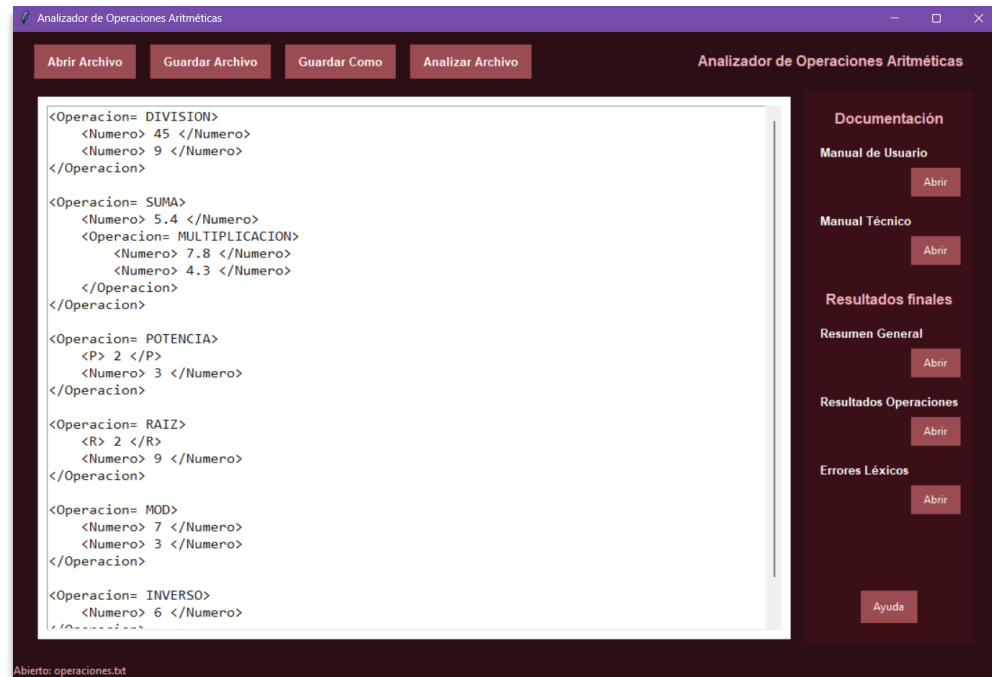 Analizador de Operaciones Aritméticas
Abrir Archivo
Guardar Archivo
Guardar Como
Analizar Archivo
Analizador de Operaciones Aritméticas
<Operacion= DIVISION>
    <Numero> 45 </Numero>
    <Numero> 9 </Numero>
</Operacion>
<Operacion= SUMA>
    <Numero> 5.4 </Numero>
    <Operacion= MULTIPLICACION>
        <Numero> 7.8 </Numero>
        <Numero> 4.3 </Numero>
    </Operacion>
</Operacion>
<Operacion= POTENCIA>
    <P> 2 </P>
    <Numero> 3 </Numero>
</Operacion>
<Operacion= RAIZ>
    <R> 2 </R>
    <Numero> 9 </Numero>
</Operacion>
<Operacion= MOD>
    <Numero> 7 </Numero>
    <Numero> 3 </Numero>
</Operacion>
<Operacion= INVERSO>
    <Numero> 6 </Numero>
Documentación
Manual de Usuario
Abrir
Manual Técnico
Abrir
Resultados finales
Resumen General
Abrir
Resultados Operaciones
Abrir
Errores Léxicos
Abrir
Ayuda
Abierto: operaciones.txt